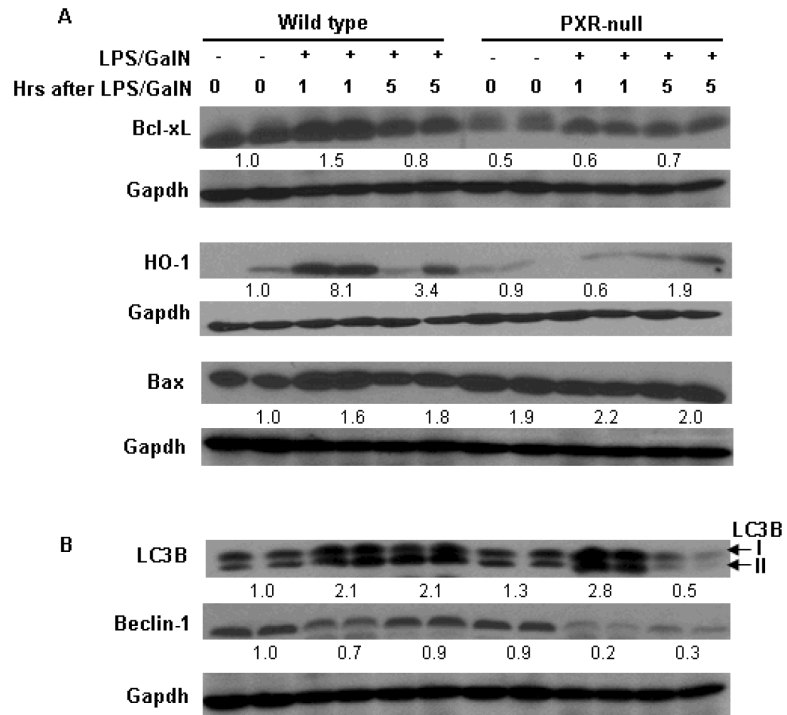 A
Wild type PXR-null
LPS/GalN - - + + + + - - + + + +
Hrs after LPS/GalN 0 0 1 1 5 5 0 0 1 1 5 5
Bcl-xL
1.0 1.5 0.8 0.5 0.6 0.7
Gapdh
HO-1
1.0 8.1 3.4 0.9 0.6 1.9
Gapdh
Bax
1.0 1.6 1.8 1.9 2.2 2.0
Gapdh
B
LC3B
LC3B
I
II
1.0 2.1 2.1 1.3 2.8 0.5
Beclin-1
1.0 0.7 0.9 0.9 0.2 0.3
Gapdh